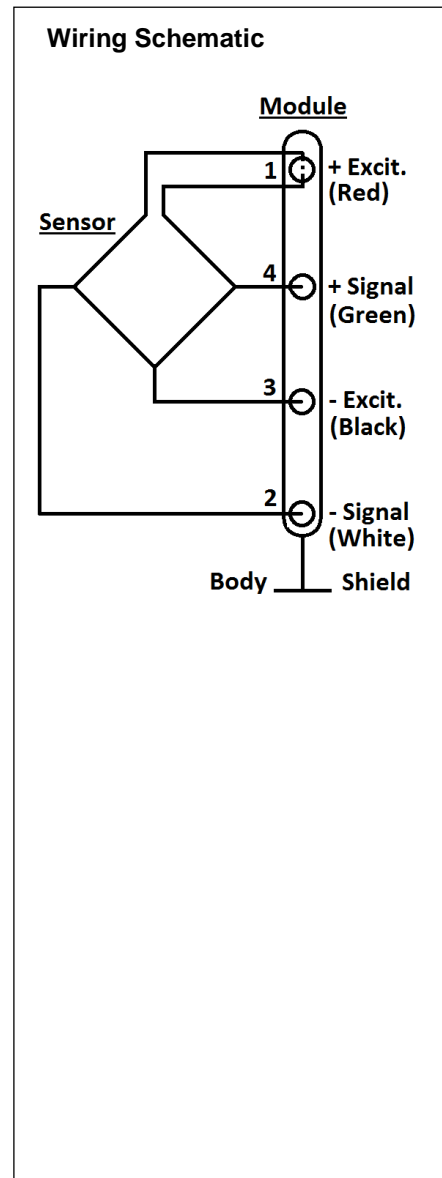 Wiring Schematic
Module
1
+ Excit.
(Red)
Sensor
4
+ Signal
(Green)
3
- Excit.
(Black)
2
- Signal
(White)
Body
Shield